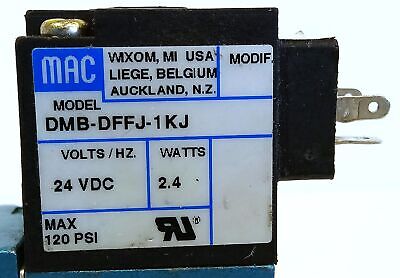 MAC
WIXOM, MI USA
LIEGE, BELGIUM
AUCKLAND, N.Z.
MODIF.
MODEL
DMB-DFFJ-1KJ
VOLTS/HZ.
WATTS
24 VDC
2.4
MAX
120 PSI
RU